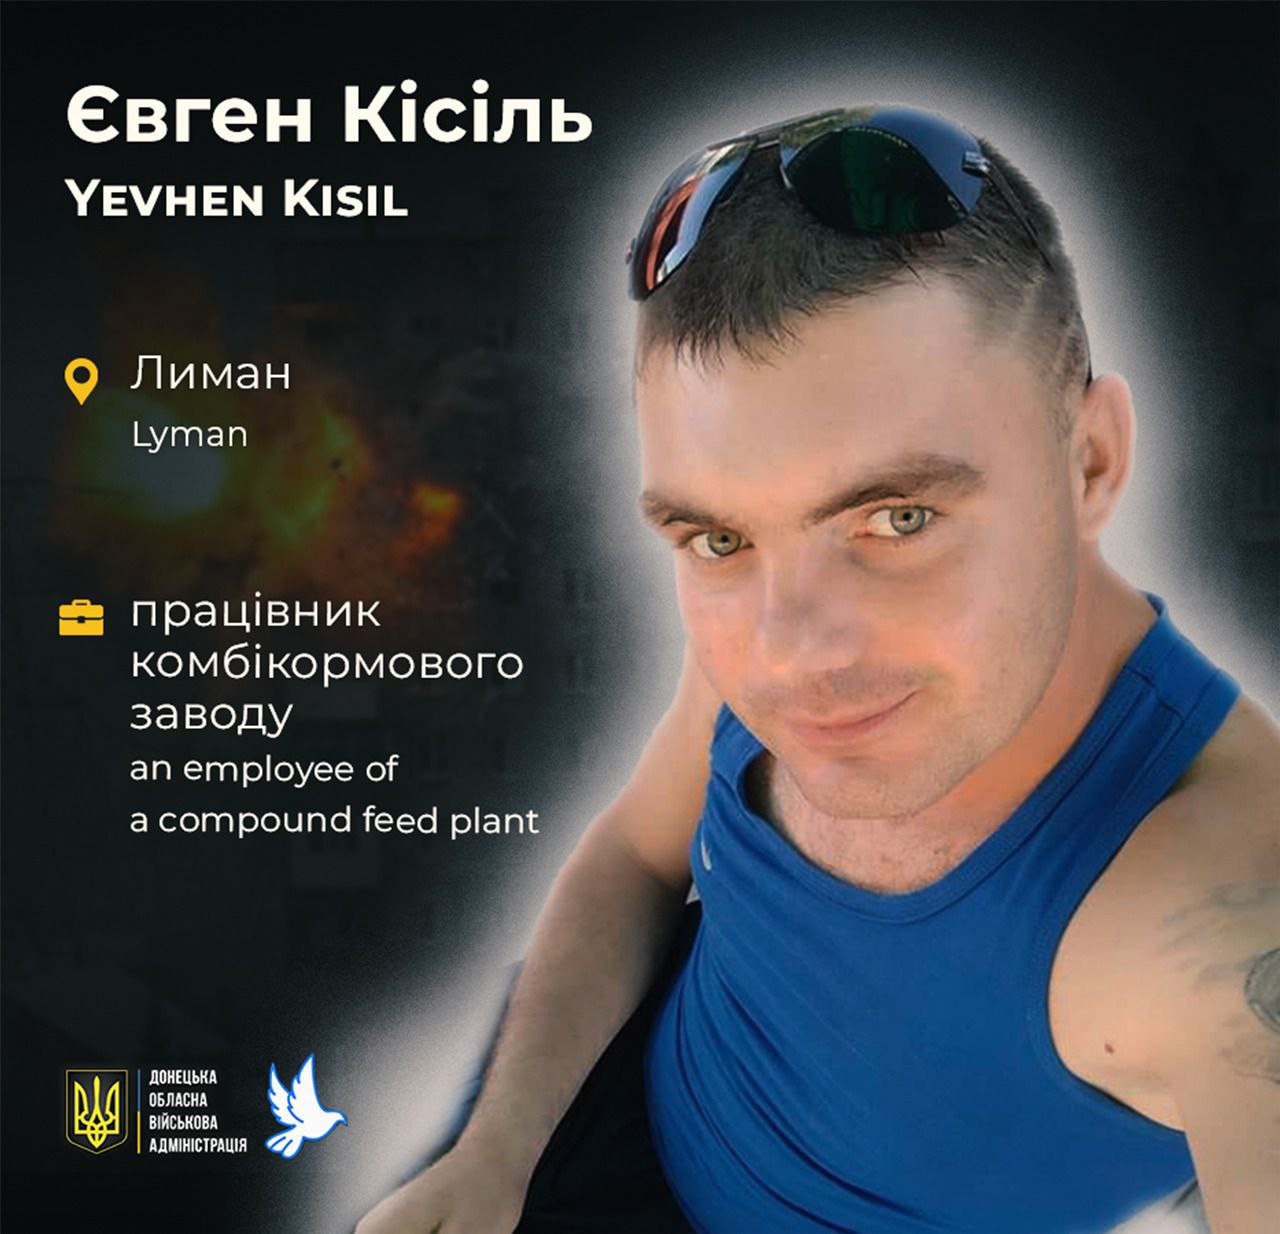 Євген Кісіль
Yevhen Kisil
Лиман
Lyman
працівник
комбікормового
заводу
an employee of
a compound feed plant
ДОНЕЦЬКА
ОБЛАСНА
ВІЙСЬКОВА
АДМІНІСТРАЦІЯ